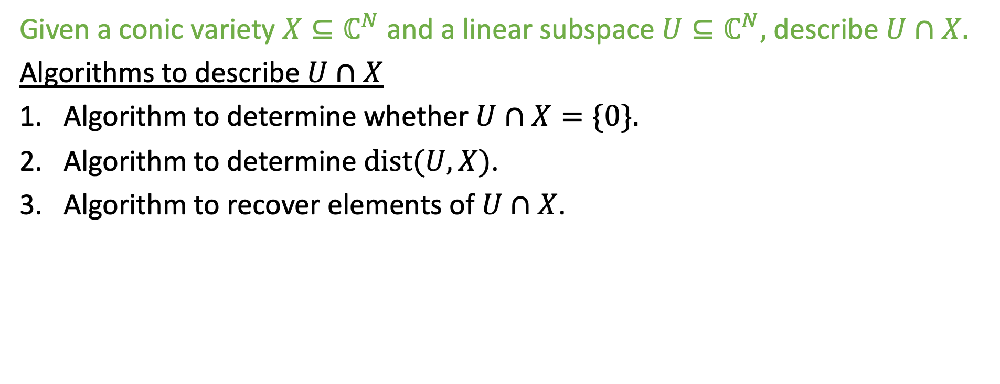 Given a conic variety 𝑋 ⊆ ℂ^𝑁 and a linear subspace 𝑈 ⊆ ℂ^𝑁, describe 𝑈 ∩ 𝑋.
Algorithms to describe 𝑈 ∩ 𝑋
1. Algorithm to determine whether 𝑈 ∩ 𝑋 = {0}.
2. Algorithm to determine dist(𝑈, 𝑋).
3. Algorithm to recover elements of 𝑈 ∩ 𝑋.